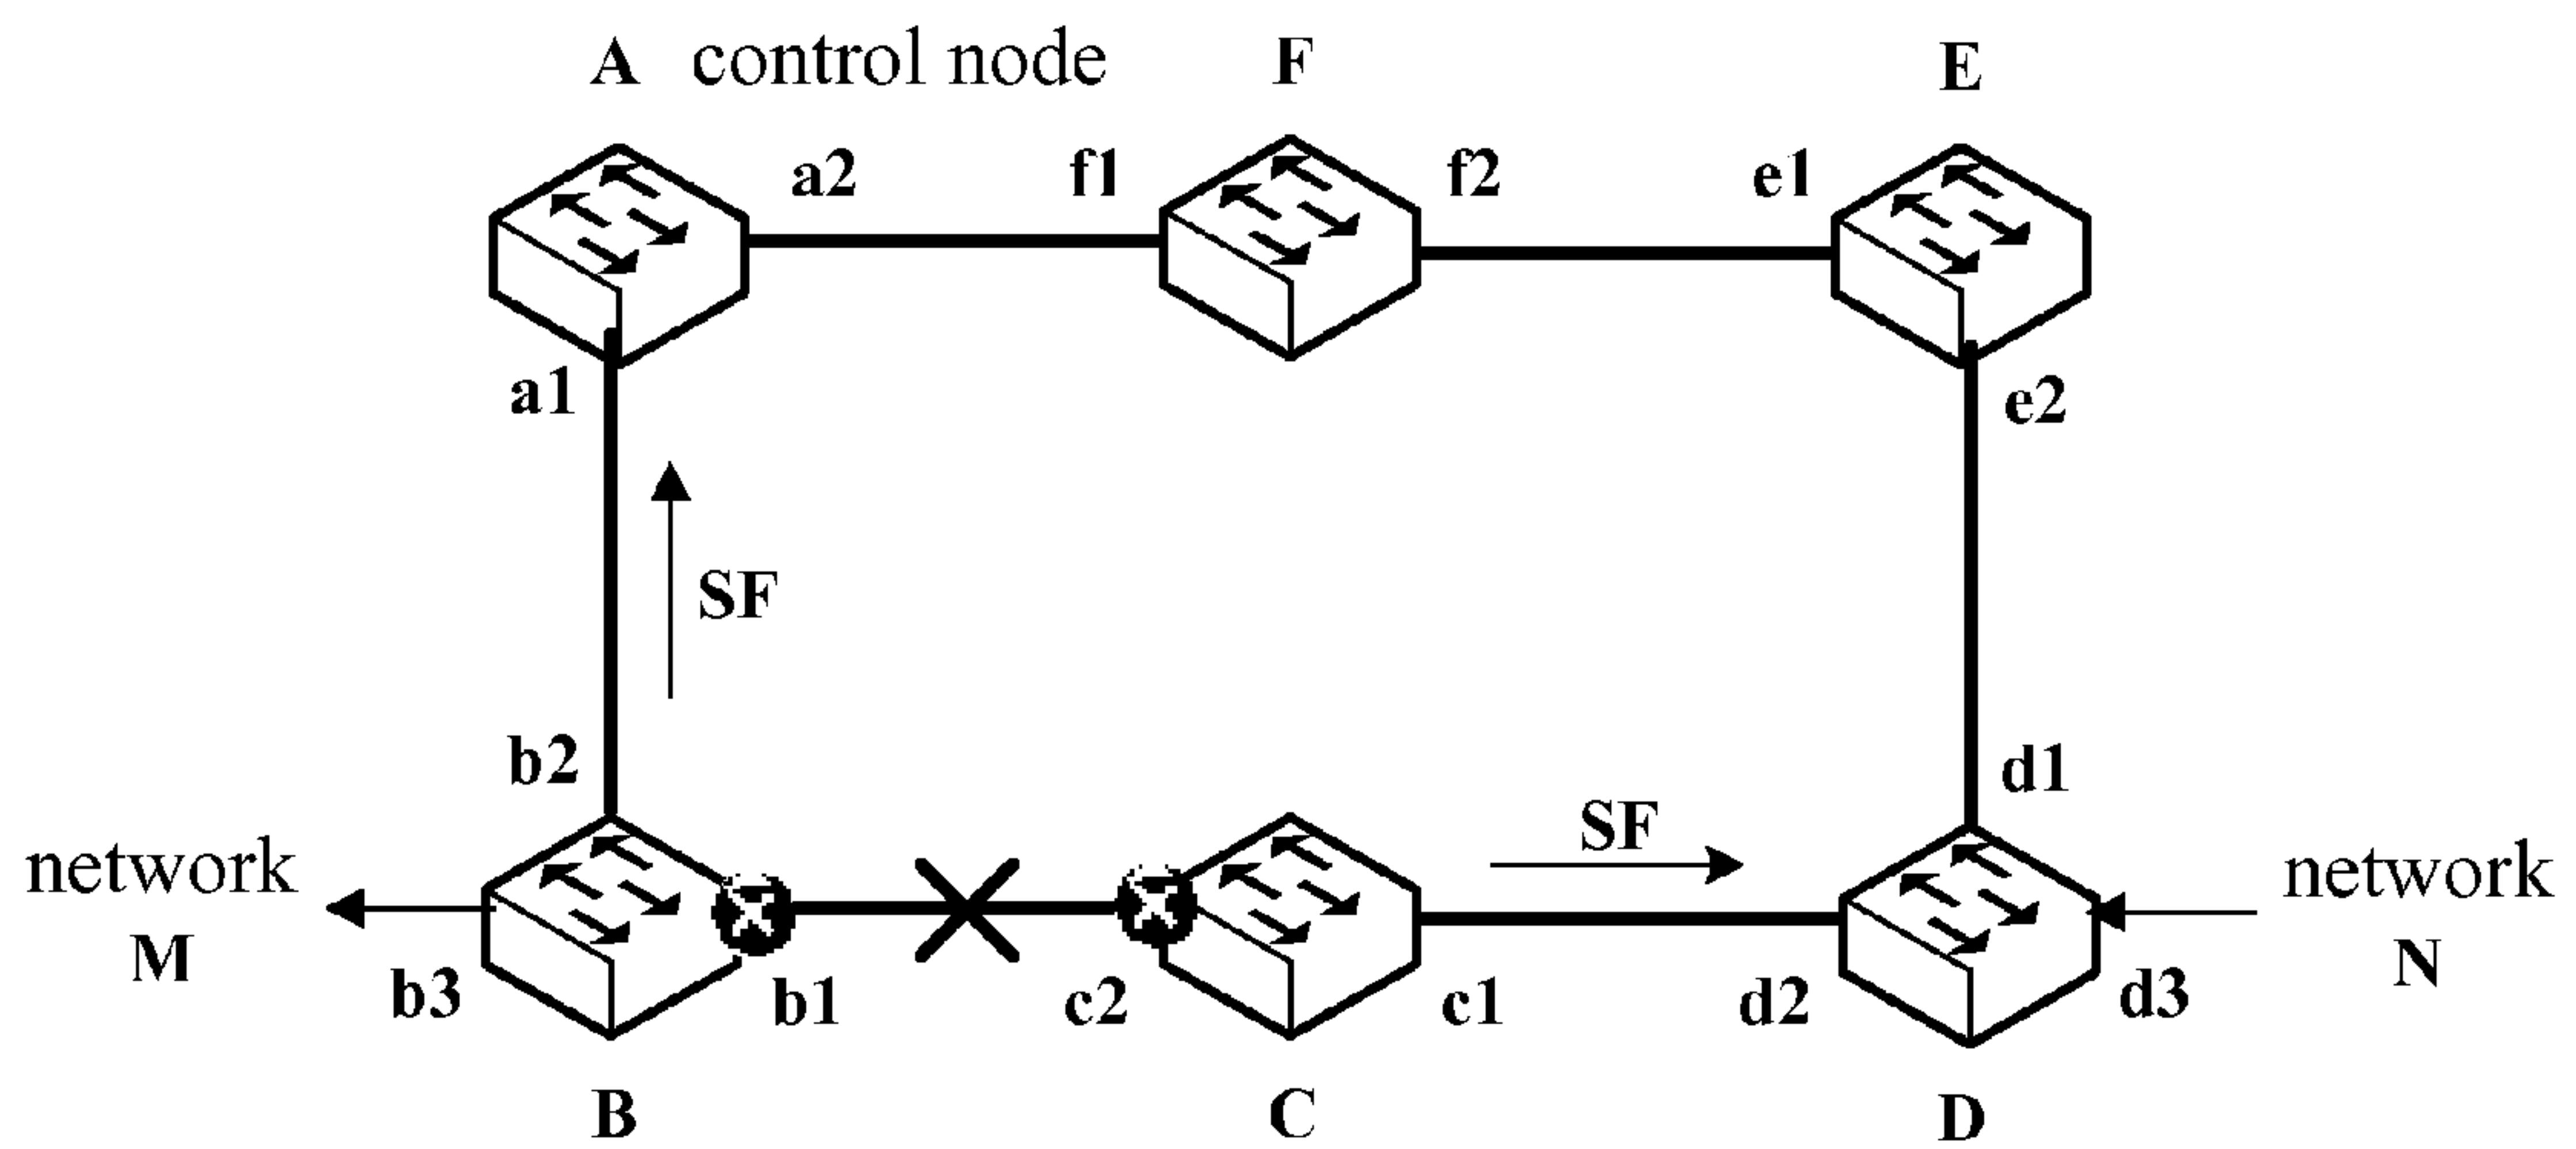 A control node F E
a2 f1 f2 e1
a1 e2
SF
b2 d1
SF
network network
M N
b3 b1 c2 c1 d2 d3
B C D